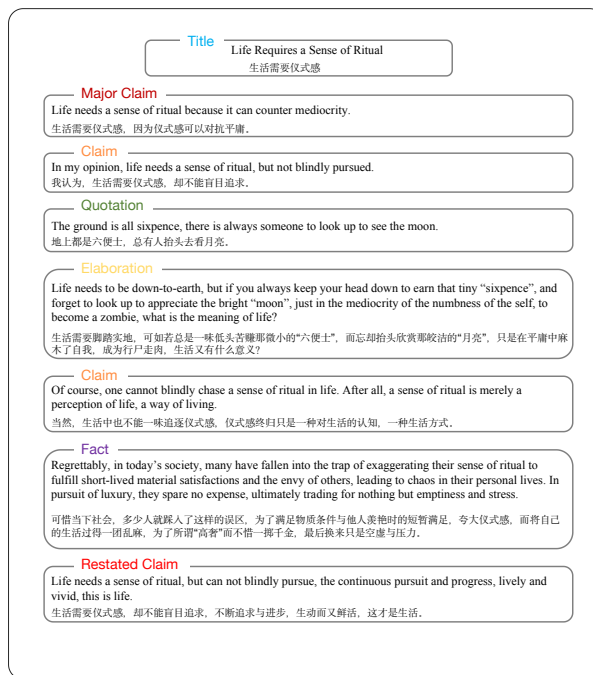 Title
Life Requires a Sense of Ritual
生活需要仪式感
Major Claim
Life needs a sense of ritual because it can counter mediocrity.
生活需要仪式感，因为仪式感可以对抗平庸。
Claim
In my opinion, life needs a sense of ritual, but not blindly pursued.
我认为，生活需要仪式感，却不能盲目追求。
Quotation
The ground is all sixpence, there is always someone to look up to see the moon.
地上都是六便士，总有人抬头去看月亮。
Elaboration
Life needs to be down-to-earth, but if you always keep your head down to earn that tiny “sixpence”, and
forget to look up to appreciate the bright “moon”, just in the mediocrity of the numbness of the self, to
become a zombie, what is the meaning of life?
生活需要脚踏实地，可如若总是一味低头苦赚那微小的“六便士”，而忘却抬头欣赏那皎洁的“月亮”，只是在平庸中麻
木了自我，成为行尸走肉，生活又有什么意义？
Claim
Of course, one cannot blindly chase a sense of ritual in life. After all, a sense of ritual is merely a
perception of life, a way of living.
当然，生活中也不能一味追逐仪式感，仪式感终归只是一种对生活的认知，一种生活方式。
Fact
Regrettably, in today’s society, many have fallen into the trap of exaggerating their sense of ritual to
fulfill short-lived material satisfactions and the envy of others, leading to chaos in their personal lives. In
pursuit of luxury, they spare no expense, ultimately trading for nothing but emptiness and stress.
可惜当下社会，多少人就踩入了这样的误区，为了满足物质条件与他人羡艳时的短暂满足，夸大仪式感，而将自己
的生活过得一团乱麻，为了所谓“高奢”而不惜一掷千金，最后换来只是空虚与压力。
Restated Claim
Life needs a sense of ritual, but can not blindly pursue, the continuous pursuit and progress, lively and
vivid, this is life.
生活需要仪式感，却不能盲目追求，不断追求与进步，生动而又鲜活，这才是生活。